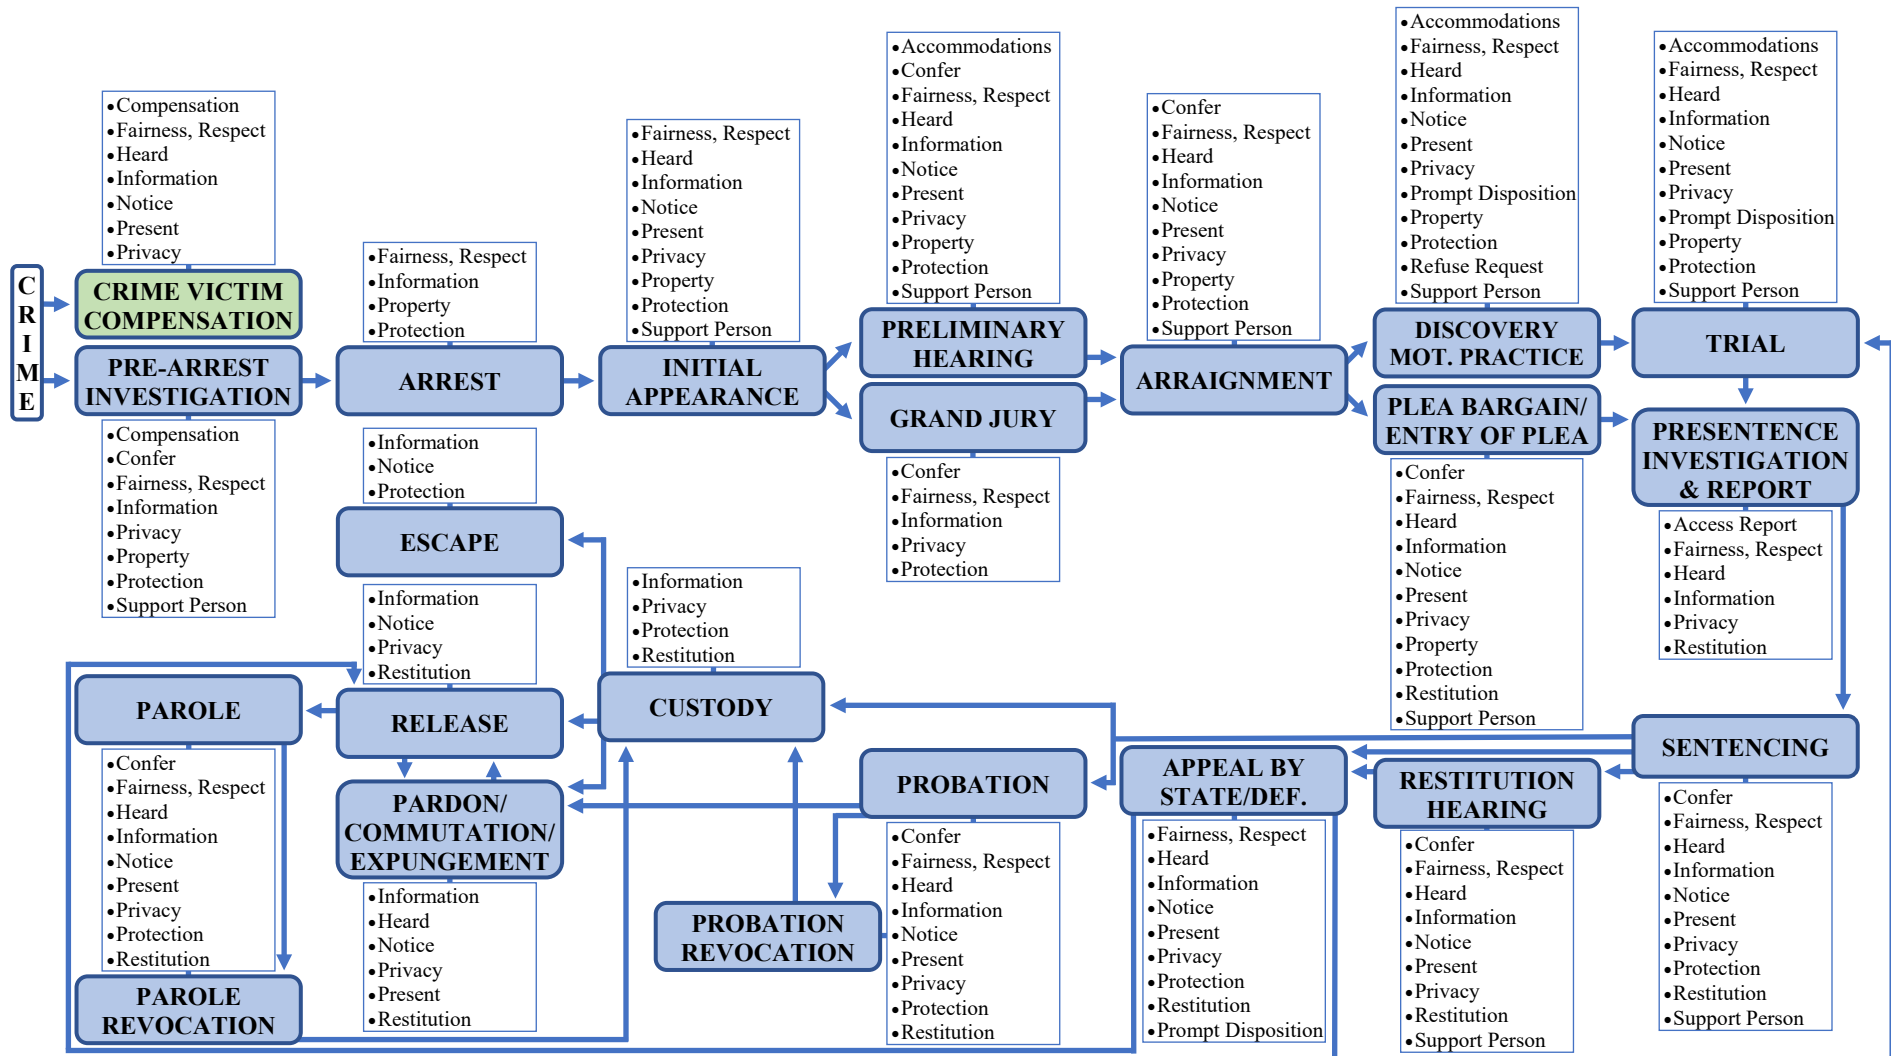 CRIME
•Compensation
•Fairness, Respect
•Heard
•Information
•Notice
•Present
•Privacy
CRIME VICTIM
COMPENSATION
PRE-ARREST
INVESTIGATION
•Compensation
•Confer
•Fairness, Respect
•Information
•Privacy
•Property
•Protection
•Support Person
•Fairness, Respect
•Information
•Property
•Protection
ARREST
•Fairness, Respect
•Heard
•Information
•Notice
•Present
•Privacy
•Property
•Protection
•Support Person
INITIAL
APPEARANCE
•Accommodations
•Confer
•Fairness, Respect
•Heard
•Information
•Notice
•Present
•Privacy
•Property
•Protection
•Support Person
PRELIMINARY
HEARING
GRAND JURY
•Confer
•Fairness, Respect
•Information
•Privacy
•Protection
•Confer
•Fairness, Respect
•Heard
•Information
•Notice
•Present
•Privacy
•Property
•Protection
•Support Person
ARRAIGNMENT
•Accommodations
•Fairness, Respect
•Heard
•Information
•Notice
•Present
•Privacy
•Prompt Disposition
•Property
•Protection
•Refuse Request
•Support Person
DISCOVERY
MOT. PRACTICE
PLEA BARGAIN/
ENTRY OF PLEA
•Confer
•Fairness, Respect
•Heard
•Information
•Notice
•Present
•Privacy
•Property
•Protection
•Restitution
•Support Person
•Accommodations
•Fairness, Respect
•Heard
•Information
•Notice
•Present
•Privacy
•Prompt Disposition
•Property
•Protection
•Support Person
TRIAL
PRESENTENCE
INVESTIGATION
& REPORT
•Access Report
•Fairness, Respect
•Heard
•Information
•Privacy
•Restitution
SENTENCING
•Confer
•Fairness, Respect
•Heard
•Information
•Notice
•Present
•Privacy
•Protection
•Restitution
•Support Person
RESTITUTION
HEARING
•Confer
•Fairness, Respect
•Heard
•Information
•Notice
•Present
•Privacy
•Restitution
•Support Person
APPEAL BY
STATE/DEF.
•Fairness, Respect
•Heard
•Information
•Notice
•Present
•Privacy
•Protection
•Restitution
•Prompt Disposition
PROBATION
•Confer
•Fairness, Respect
•Heard
•Information
•Notice
•Present
•Privacy
•Protection
•Restitution
PROBATION
REVOCATION
•Information
•Privacy
•Protection
•Restitution
CUSTODY
•Information
•Notice
•Protection
ESCAPE
•Information
•Notice
•Privacy
•Restitution
RELEASE
PARDON/
COMMUTATION/
EXPUNGEMENT
•Information
•Heard
•Notice
•Privacy
•Present
•Restitution
PAROLE
•Confer
•Fairness, Respect
•Heard
•Information
•Notice
•Present
•Privacy
•Protection
•Restitution
PAROLE
REVOCATION